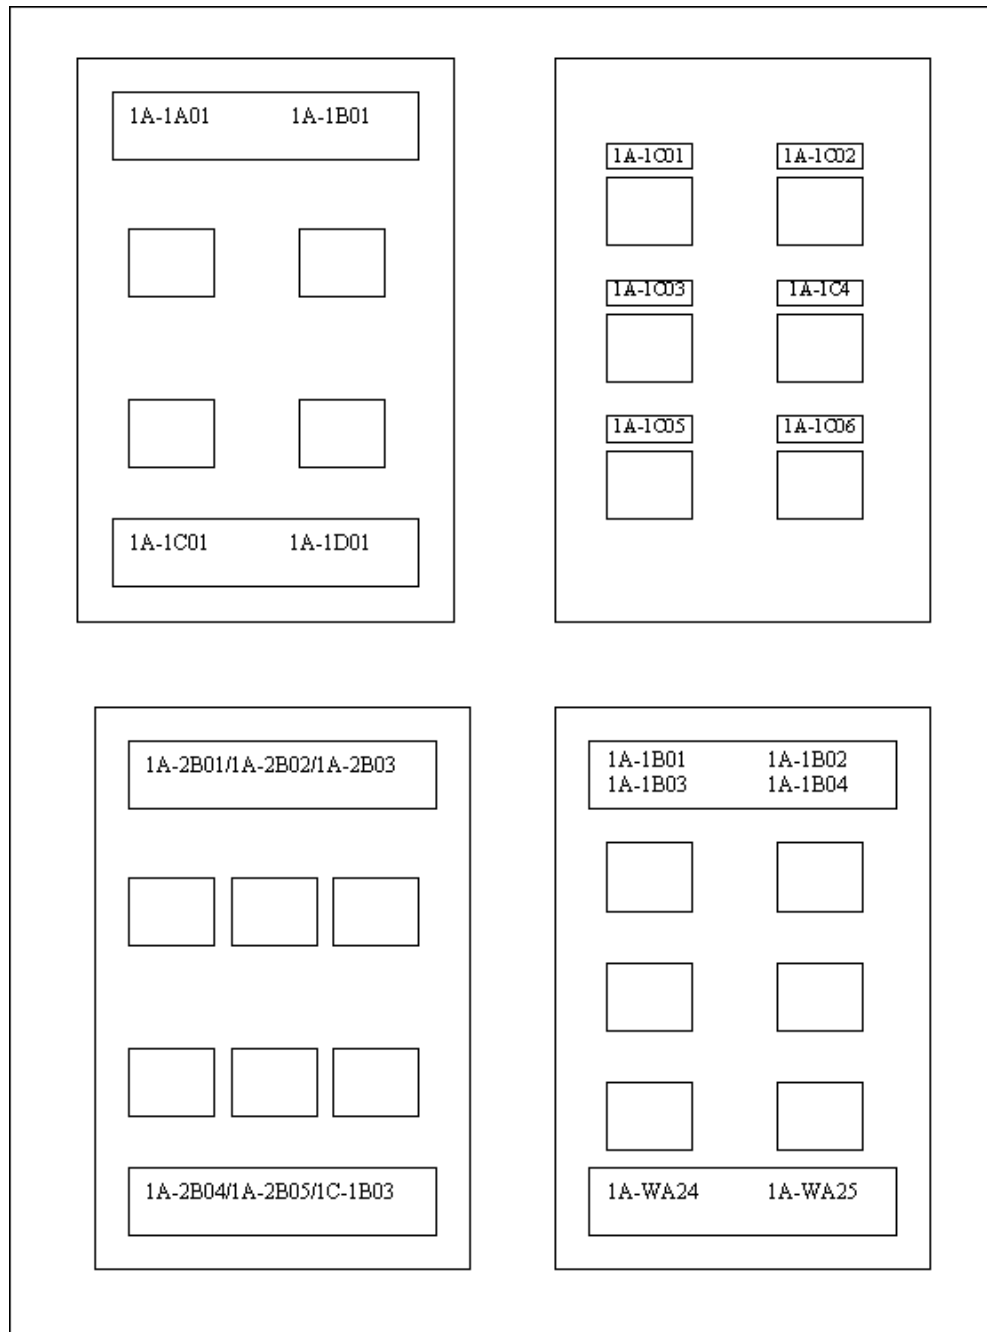 1A-1A01 1A-1B01
1A-1C01 1A-1D01
1A-1C01 1A-1C02
1A-1C03 1A-1C4
1A-1C05 1A-1C06
1A-2B01/1A-2B02/1A-2B03
1A-2B04/1A-2B05/1C-1B03
1A-1B01 1A-1B02
1A-1B03 1A-1B04
1A-WA24 1A-WA25